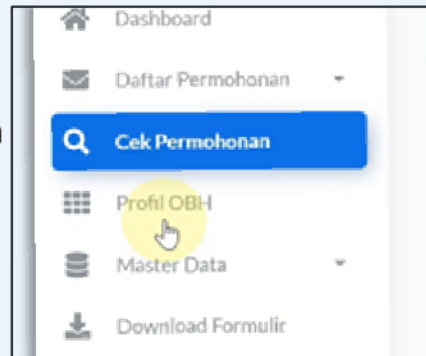 Dashboard
Daftar Permohonan
Cek Permohonan
Profil OBH
Master Data
Download Formulir